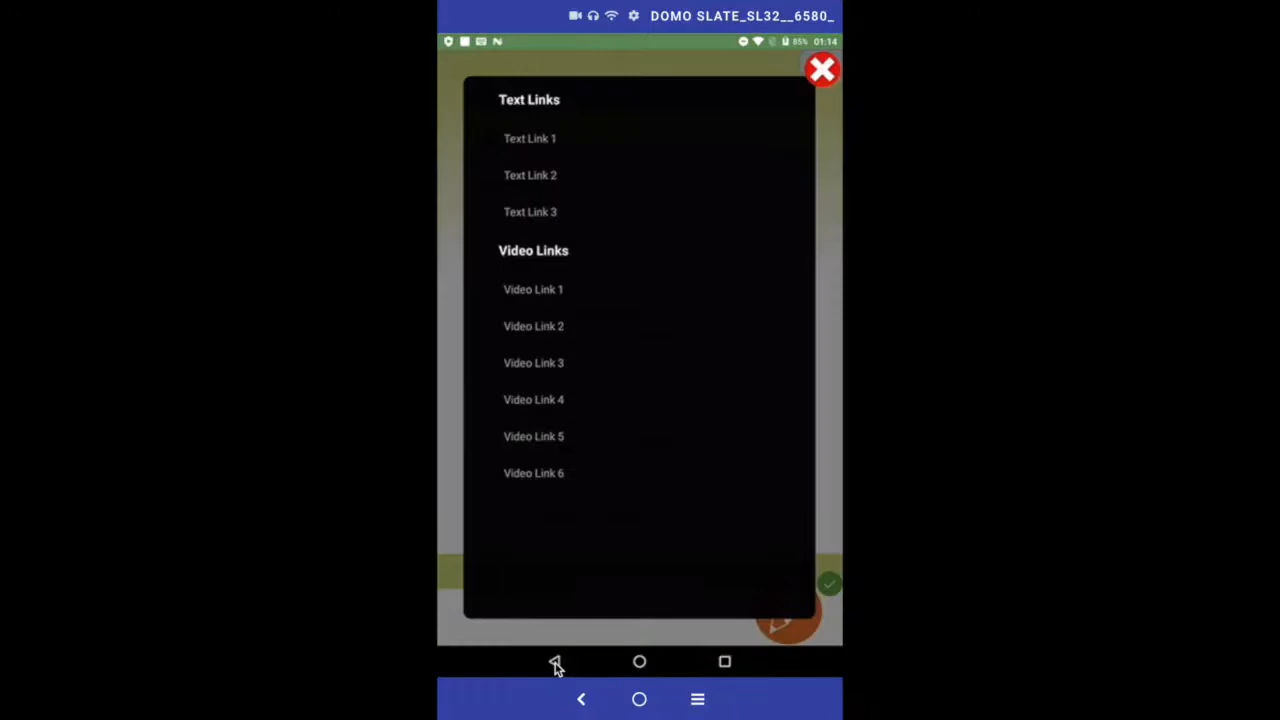 DOMO SLATE_SL32__6580_
85% 01:14
Text Links
Text Link 1
Text Link 2
Text Link 3
Video Links
Video Link 1
Video Link 2
Video Link 3
Video Link 4
Video Link 5
Video Link 6